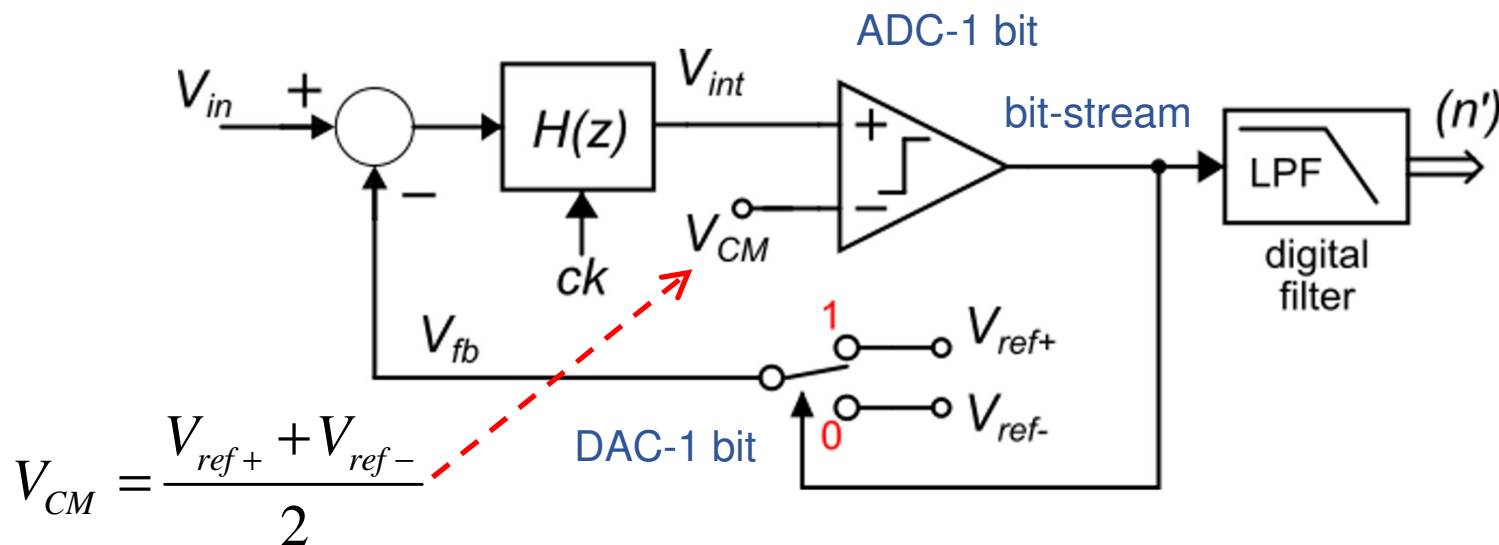 ADC-1 bit
V_in
+
H(z)
V_int
+
bit-stream
(n')
LPF
−
−
V_CM
ck
digital
filter
V_fb
1
V_ref+
0
V_ref-
DAC-1 bit
V_CM = (V_ref+ + V_ref−) / 2